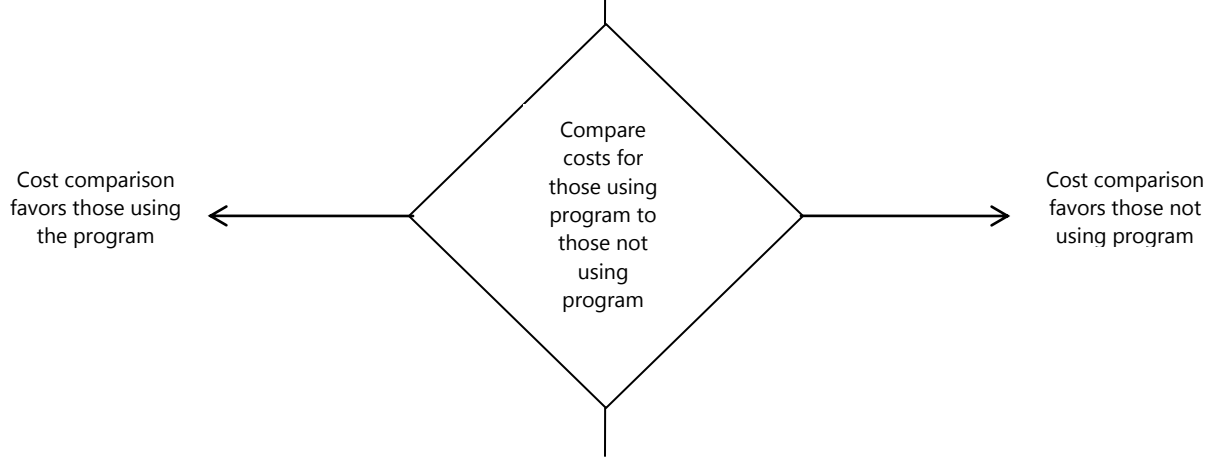 Cost comparison
favors those using
the program
Compare
costs for
those using
program to
those not
using
program
Cost comparison
favors those not
using program